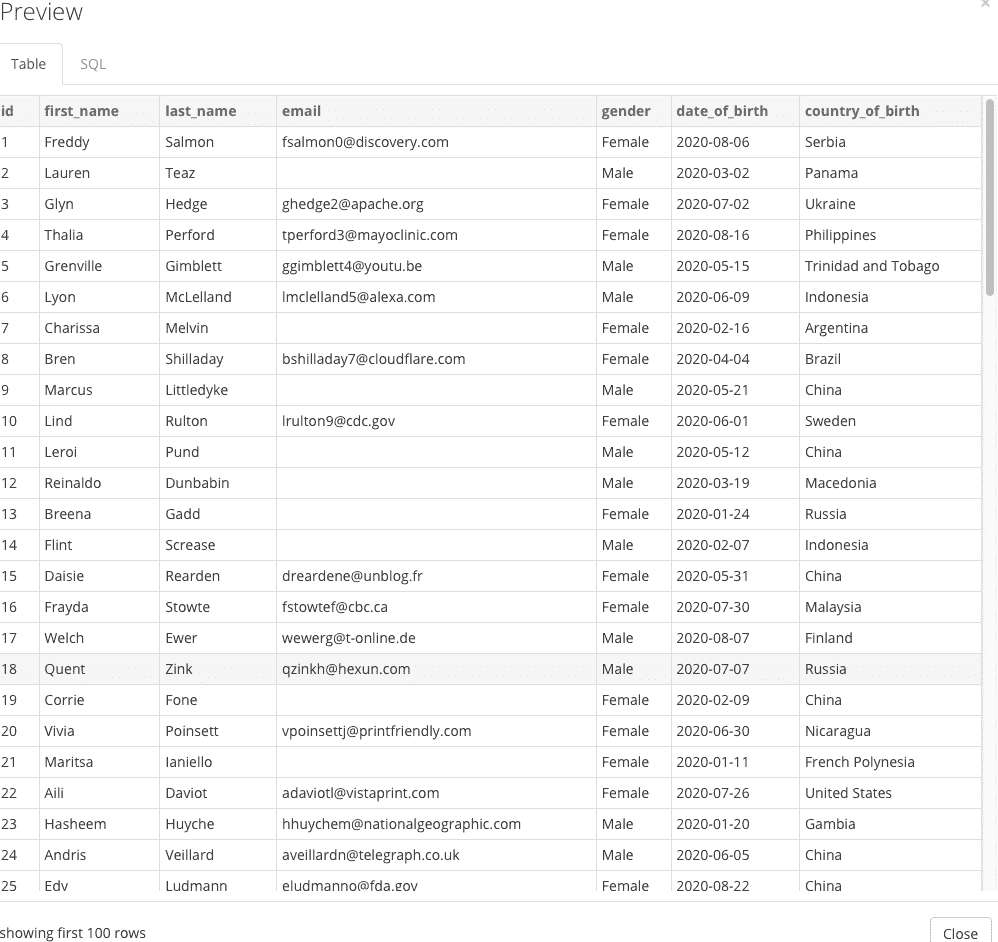 Preview
×
Table SQL
id first_name last_name email gender date_of_birth country_of_birth
1 Freddy Salmon fsalmon0@discovery.com Female 2020-08-06 Serbia
2 Lauren Teaz Male 2020-03-02 Panama
3 Glyn Hedge ghedge2@apache.org Female 2020-07-02 Ukraine
4 Thalia Perford tperford3@mayoclinic.com Female 2020-08-16 Philippines
5 Grenville Gimblett ggimblett4@youtu.be Male 2020-05-15 Trinidad and Tobago
6 Lyon McLelland lmclelland5@alexa.com Male 2020-06-09 Indonesia
7 Charissa Melvin Female 2020-02-16 Argentina
8 Bren Shilladay bshilladay7@cloudflare.com Female 2020-04-04 Brazil
9 Marcus Littledyke Male 2020-05-21 China
10 Lind Rulton lrulton9@cdc.gov Female 2020-06-01 Sweden
11 Leroi Pund Male 2020-05-12 China
12 Reinaldo Dunbabin Male 2020-03-19 Macedonia
13 Breena Gadd Female 2020-01-24 Russia
14 Flint Screase Male 2020-02-07 Indonesia
15 Daisie Rearden dreardene@unblog.fr Female 2020-05-31 China
16 Frayda Stowte fstowtef@cbc.ca Female 2020-07-30 Malaysia
17 Welch Ewer wewerg@t-online.de Male 2020-08-07 Finland
18 Quent Zink qzinkh@hexun.com Male 2020-07-07 Russia
19 Corrie Fone Female 2020-02-09 China
20 Vivia Poinsett vpoinsettj@printfriendly.com Female 2020-06-30 Nicaragua
21 Maritsa Ianiello Female 2020-01-11 French Polynesia
22 Aili Daviot adaviotl@vistaprint.com Female 2020-07-26 United States
23 Hasheem Huyche hhuychem@nationalgeographic.com Male 2020-01-20 Gambia
24 Andris Veillard aveillardn@telegraph.co.uk Male 2020-06-05 China
25 Edy Ludmann eludmanno@fda.gov Female 2020-08-22 China
showing first 100 rows
Close